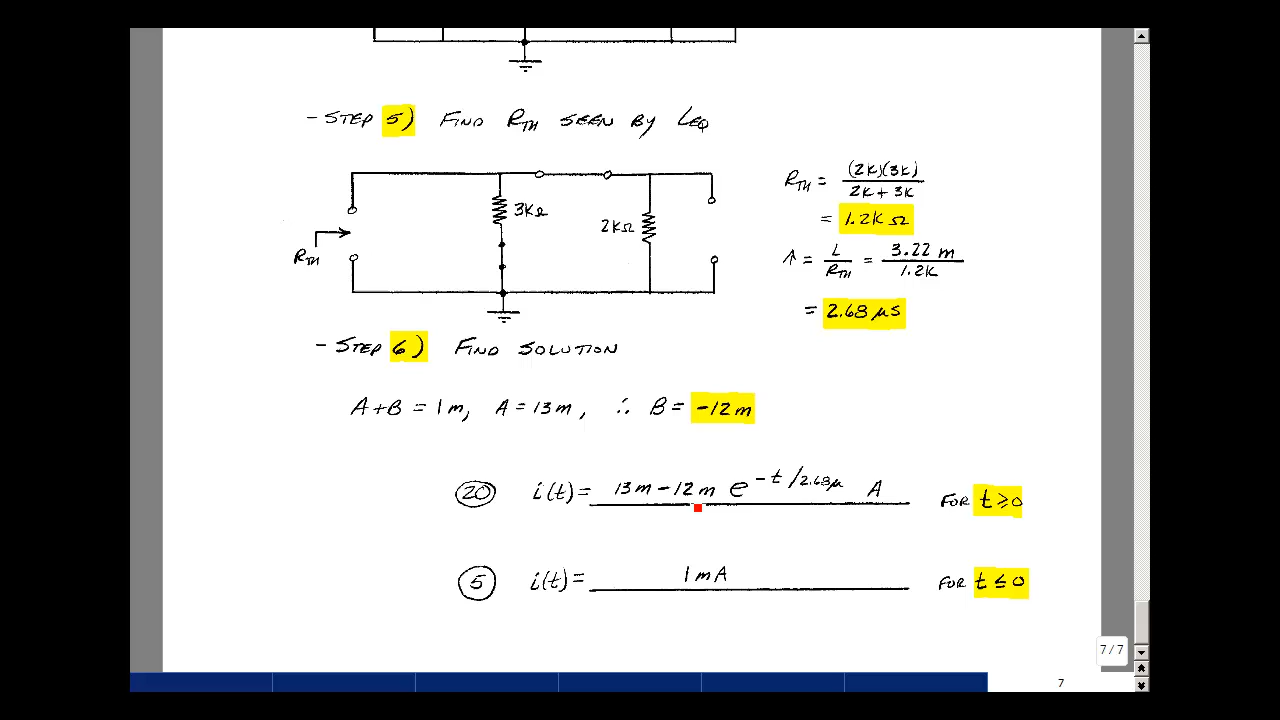 - STEP 5) FIND RTH SEEN BY LEQ
3KΩ
2KΩ
RTH
RTH = (2K)(3K) / 2K + 3K
= 1.2K Ω
τ = L / RTH = 3.22 m / 1.2K
= 2.68 μs
- STEP 6) FIND SOLUTION
A+B = 1m, A = 13m, ∴ B = -12m
20 i(t) = 13m - 12m e^-t/2.68μ A FOR t ≥ 0
5 i(t) = 1mA FOR t ≤ 0
7/7
7